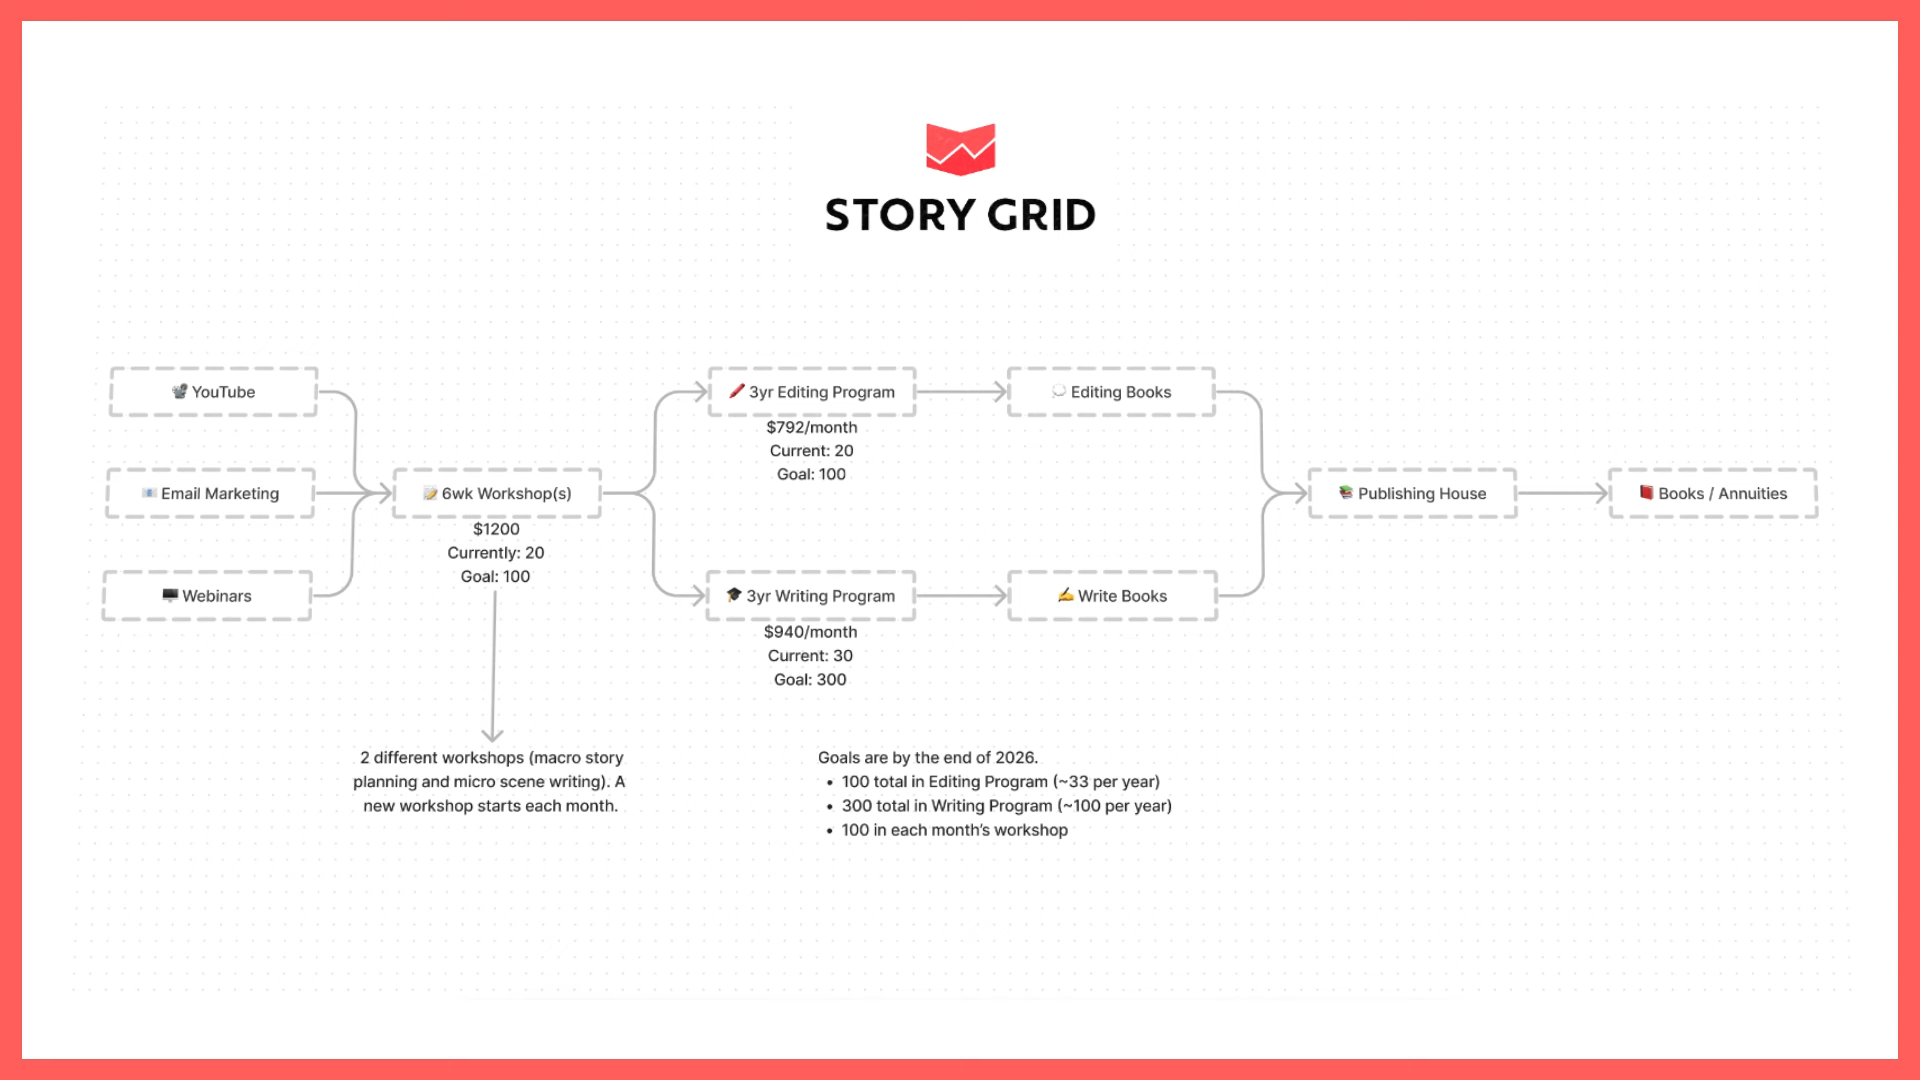 STORY GRID
YouTube
Email Marketing
Webinars
6wk Workshop(s)
$1200
Currently: 20
Goal: 100
2 different workshops (macro story
planning and micro scene writing). A
new workshop starts each month.
3yr Editing Program
$792/month
Current: 20
Goal: 100
3yr Writing Program
$940/month
Current: 30
Goal: 300
Editing Books
Write Books
Publishing House
Books / Annuities
Goals are by the end of 2026.
• 100 total in Editing Program (~33 per year)
• 300 total in Writing Program (~100 per year)
• 100 in each month's workshop